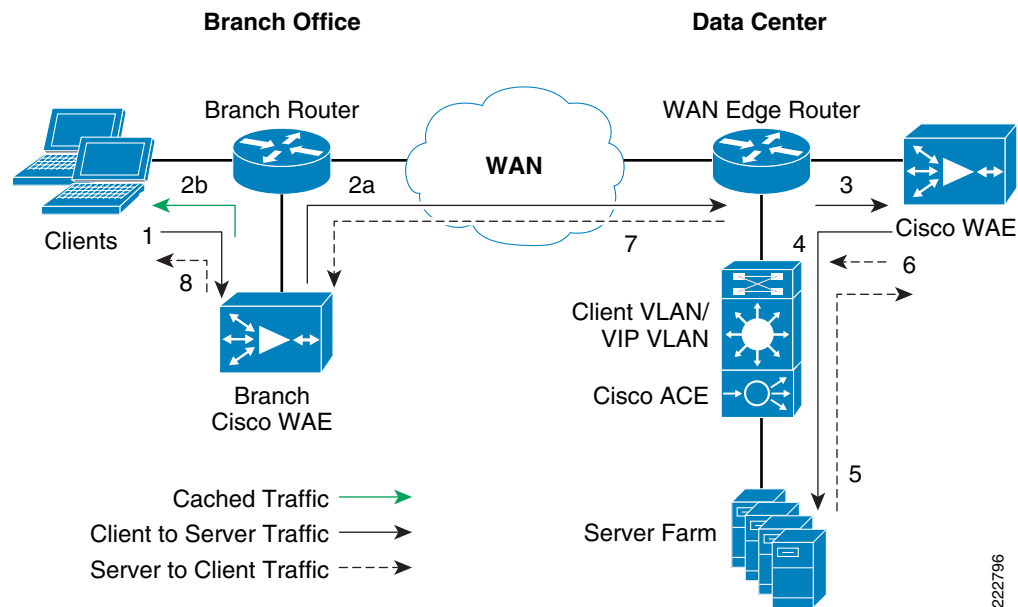 Branch Office
Data Center
Branch Router
WAN Edge Router
WAN
2b
2a
3
Clients
1
7
4
Cisco WAE
6
8
Client VLAN/
VIP VLAN
Branch
Cisco WAE
Cisco ACE
5
Cached Traffic
Client to Server Traffic
Server Farm
Server to Client Traffic
222796